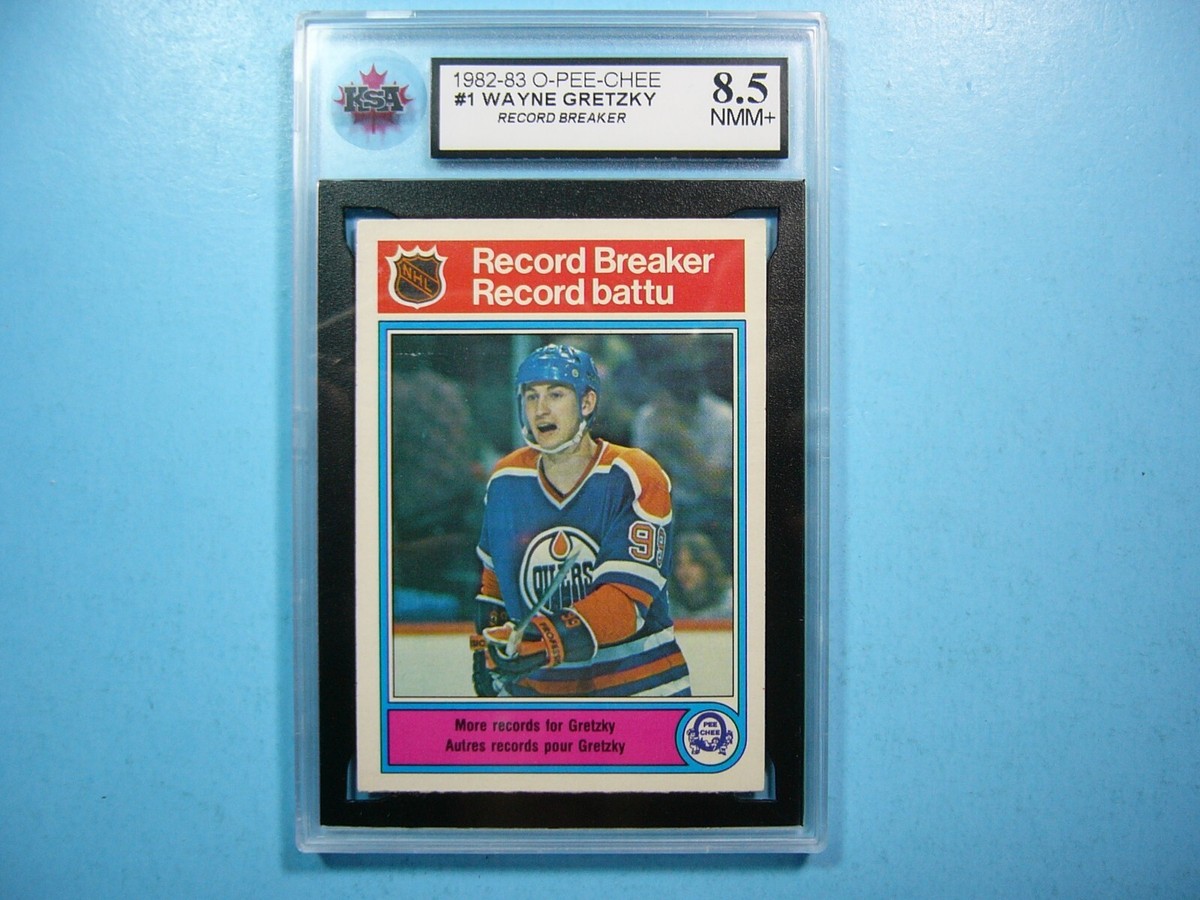 KSA
1982-83 O-PEE-CHEE
#1 WAYNE GRETZKY
RECORD BREAKER
8.5
NMM+
NHL
Record Breaker
Record battu
OILERS
99
99
More records for Gretzky
Autres records pour Gretzky
PEE
CHEE